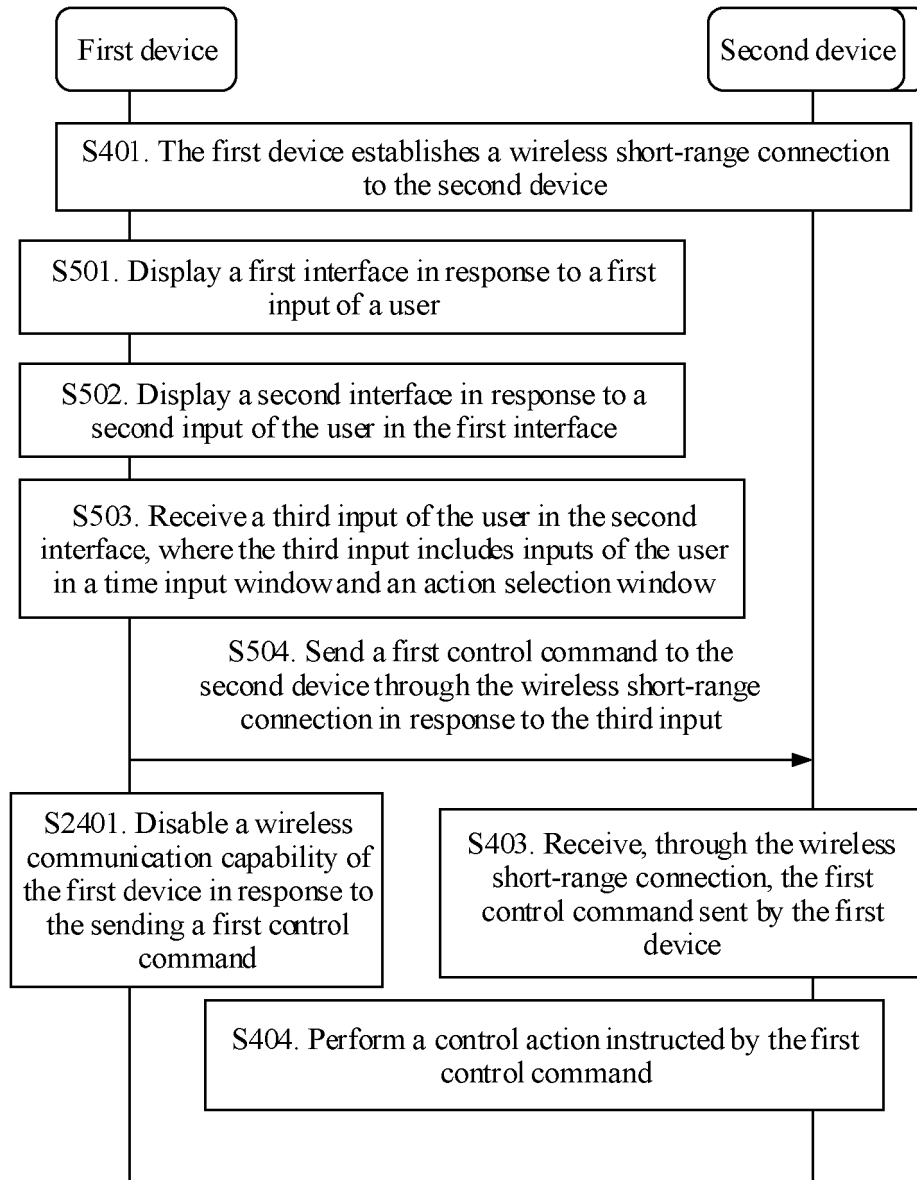 First device
Second device
S401. The first device establishes a wireless short-range connection
to the second device
S501. Display a first interface in response to a first
input of a user
S502. Display a second interface in response to a
second input of the user in the first interface
S503. Receive a third input of the user in the second
interface, where the third input includes inputs of the user
in a time input window and an action selection window
S504. Send a first control command to the
second device through the wireless short-range
connection in response to the third input
S2401. Disable a wireless
communication capability of
the first device in response to
the sending a first control
command
S403. Receive, through the wireless
short-range connection, the first
control command sent by the first
device
S404. Perform a control action instructed by the first
control command